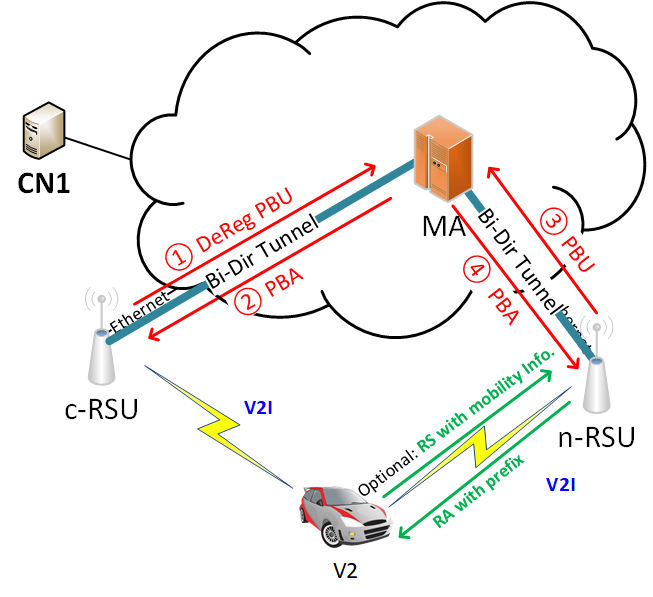 CN1
MA
① DeReg PBU
Bi-Dir Tunnel
② PBA
Ethernet
③ PBU
Bi-Dir Tunnel
④ PBA
c-RSU
V2I
Optional: RS with mobility Info.
RA with prefix
n-RSU
V2I
V2